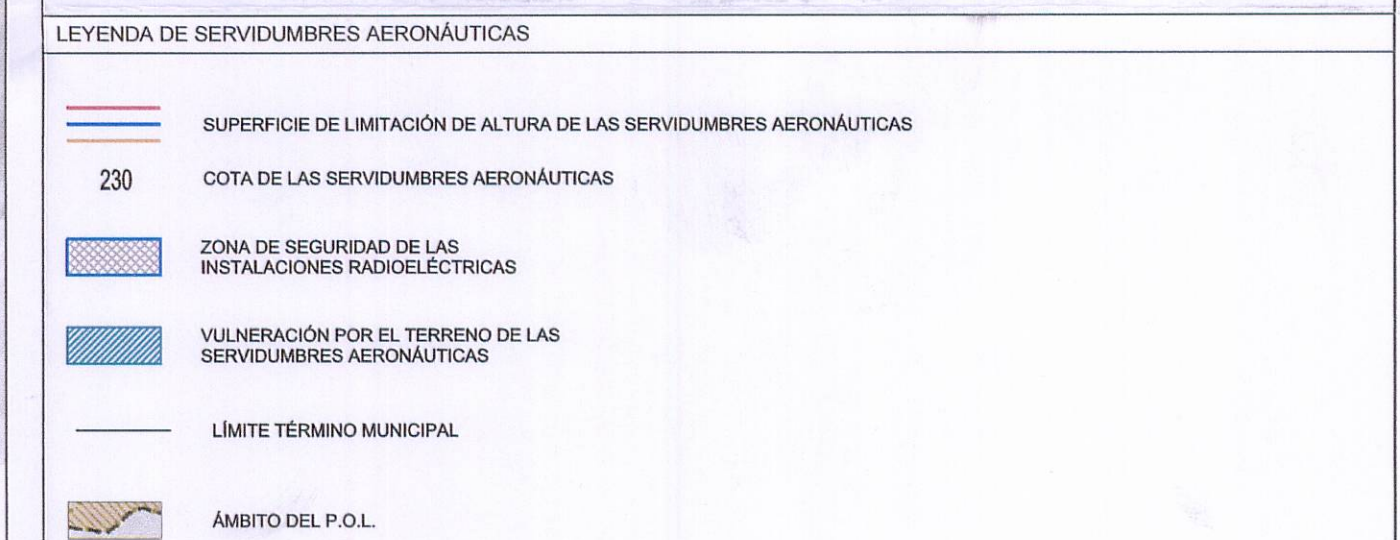 LEYENDA DE SERVIDUMBRES AERONÁUTICAS
SUPERFICIE DE LIMITACIÓN DE ALTURA DE LAS SERVIDUMBRES AERONÁUTICAS
230 COTA DE LAS SERVIDUMBRES AERONÁUTICAS
ZONA DE SEGURIDAD DE LAS
INSTALACIONES RADIOELÉCTRICAS
VULNERACIÓN POR EL TERRENO DE LAS
SERVIDUMBRES AERONÁUTICAS
LÍMITE TÉRMINO MUNICIPAL
ÁMBITO DEL P.O.L.